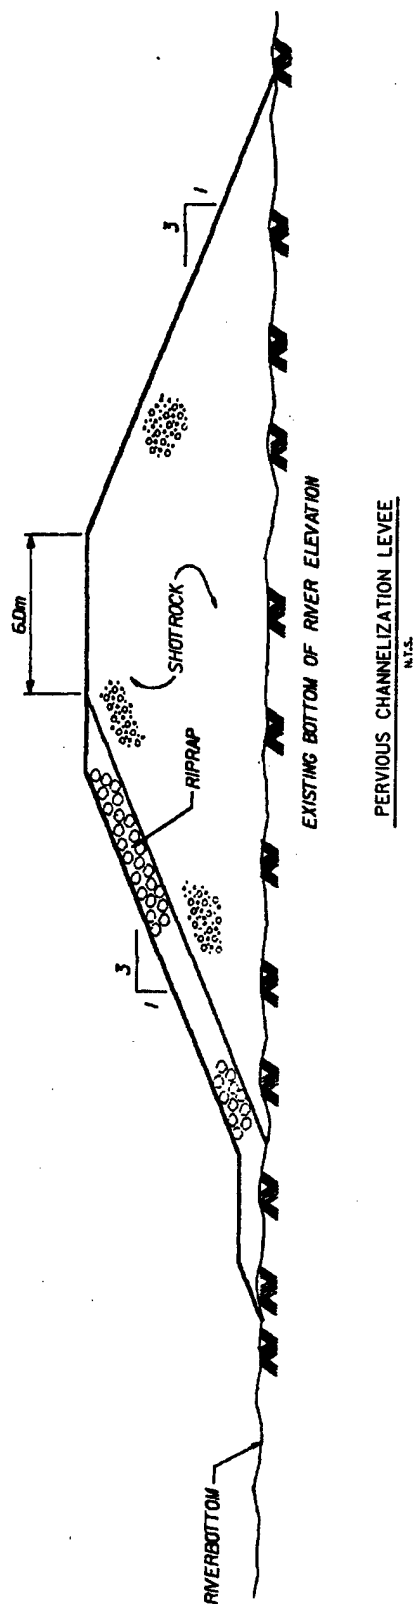 6.0m
3
1
SHOTROCK
RIPRAP
3
1
EXISTING BOTTOM OF RIVER ELEVATION
RIVERBOTTOM
PERVIOUS CHANNELIZATION LEVEE
N.T.S.